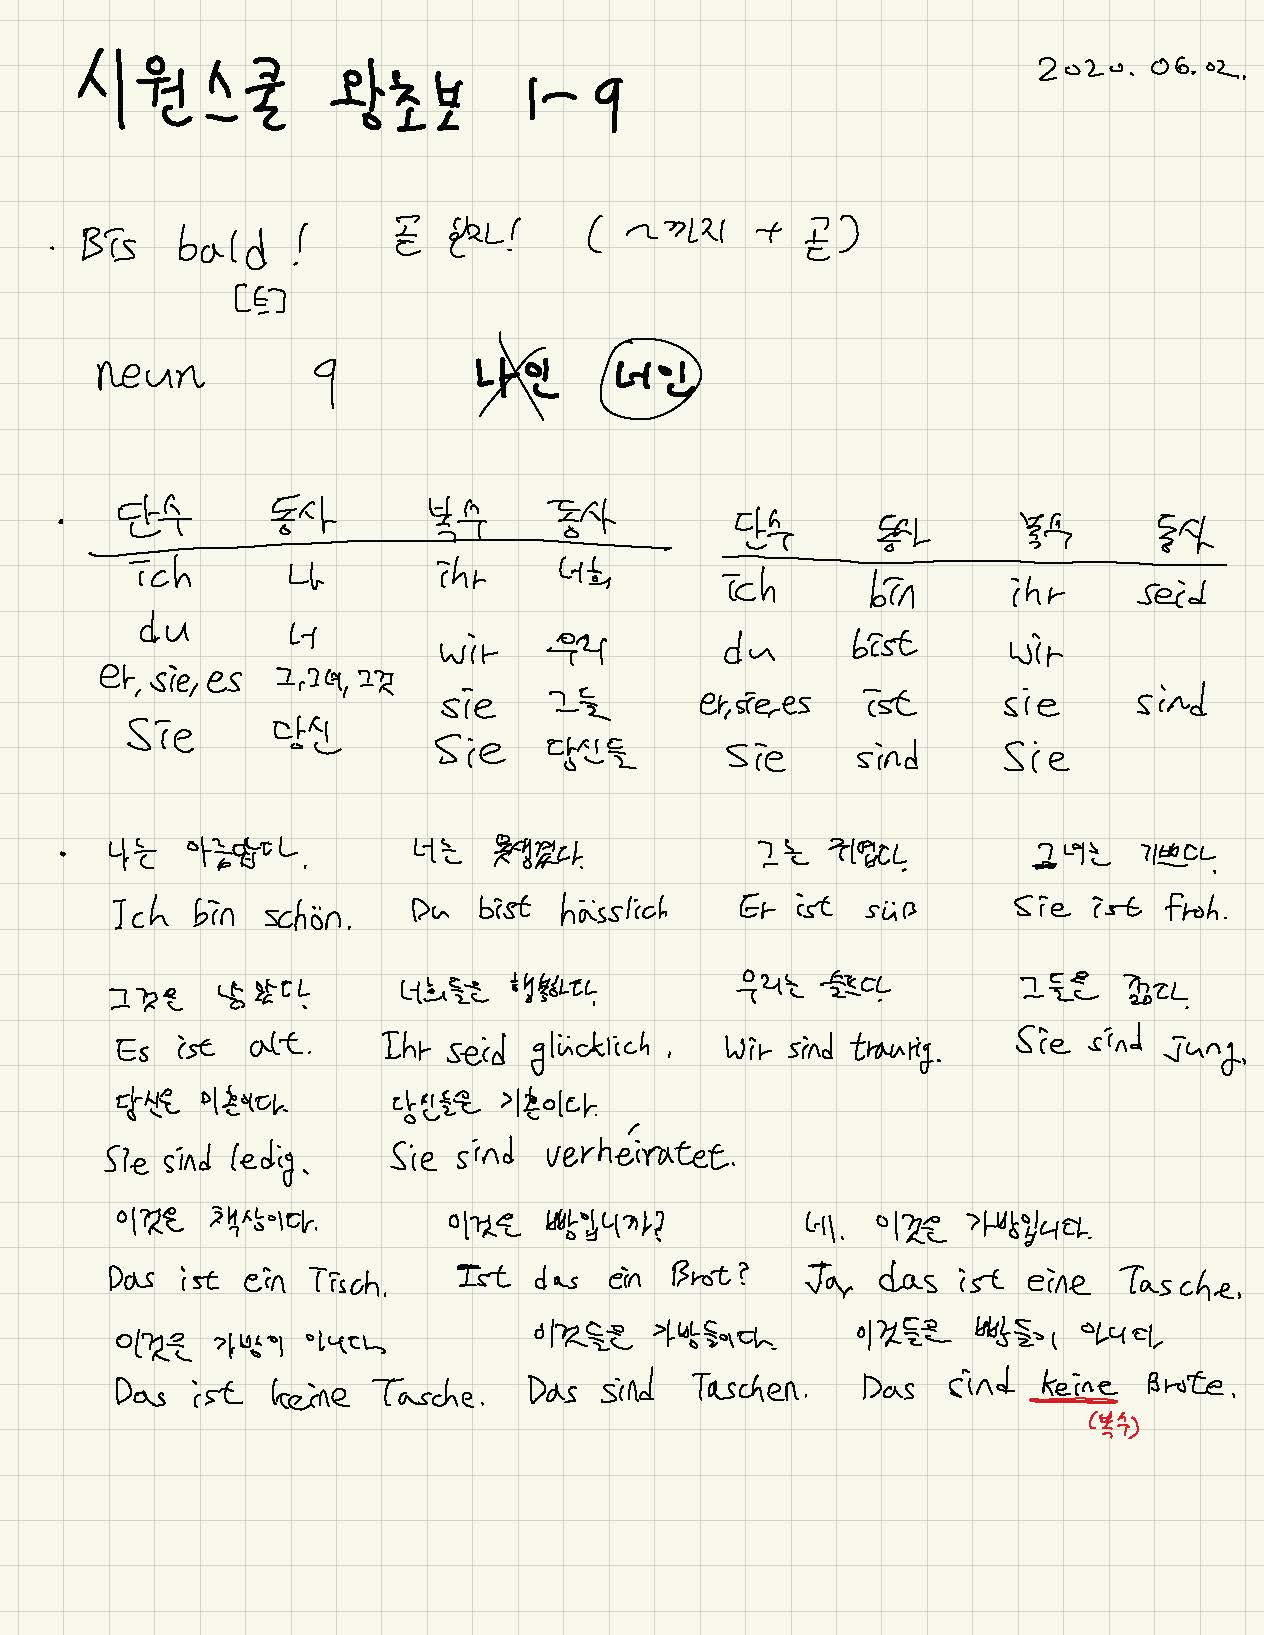 시원스쿨 왕초보 1-9 2020. 06. 02.
· Bis bald! 곧 보자! (~까지 + 곧)
[트]
neun 9 나인 너인
· 단수 동사 복수 동사 단수 동사 복수 동사
ich 나 ihr 너희 ich bin ihr seid
du 너 wir 우리 du bist wir
er, sie, es 그, 그녀, 그것 sie 그들 er, sie, es ist sie sind
Sie 당신 Sie 당신들 Sie sind Sie
· 나는 아름답다. 너는 못생겼다. 그는 귀엽다. 그녀는 기쁘다.
Ich bin schön. Du bist hässlich Er ist süß Sie ist froh.
그것은 낡았다. 너희들은 행복하다. 우리는 슬프다. 그들은 젊다.
Es ist alt. Ihr seid glücklich. Wir sind traurig. Sie sind jung.
당신은 미혼이다. 당신들은 기혼이다.
Sie sind ledig. Sie sind verheiratet.
이것은 책상이다. 이것은 빵입니까? 네. 이것은 가방입니다.
Das ist ein Tisch. Ist das ein Brot? Ja, das ist eine Tasche.
이것은 가방이 아니다. 이것들은 가방들이다. 이것들은 빵들이 아니다
Das ist keine Tasche. Das sind Taschen. Das sind keine Brote.
(복수)